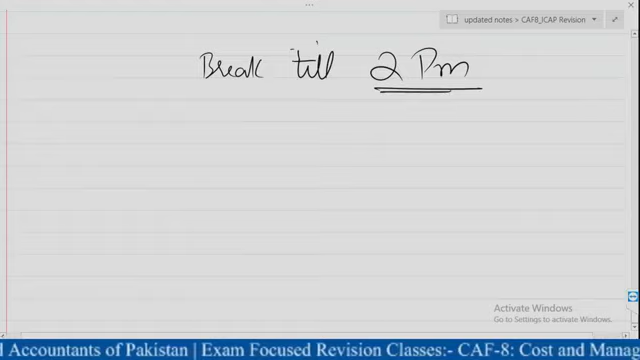 updated notes > CAF8_ICAP Revision
Break till 2 Pm
Activate Windows
Go to Settings to activate Windows.
Accountants of Pakistan | Exam Focused Revision Classes:- CAF-8: Cost and Manag